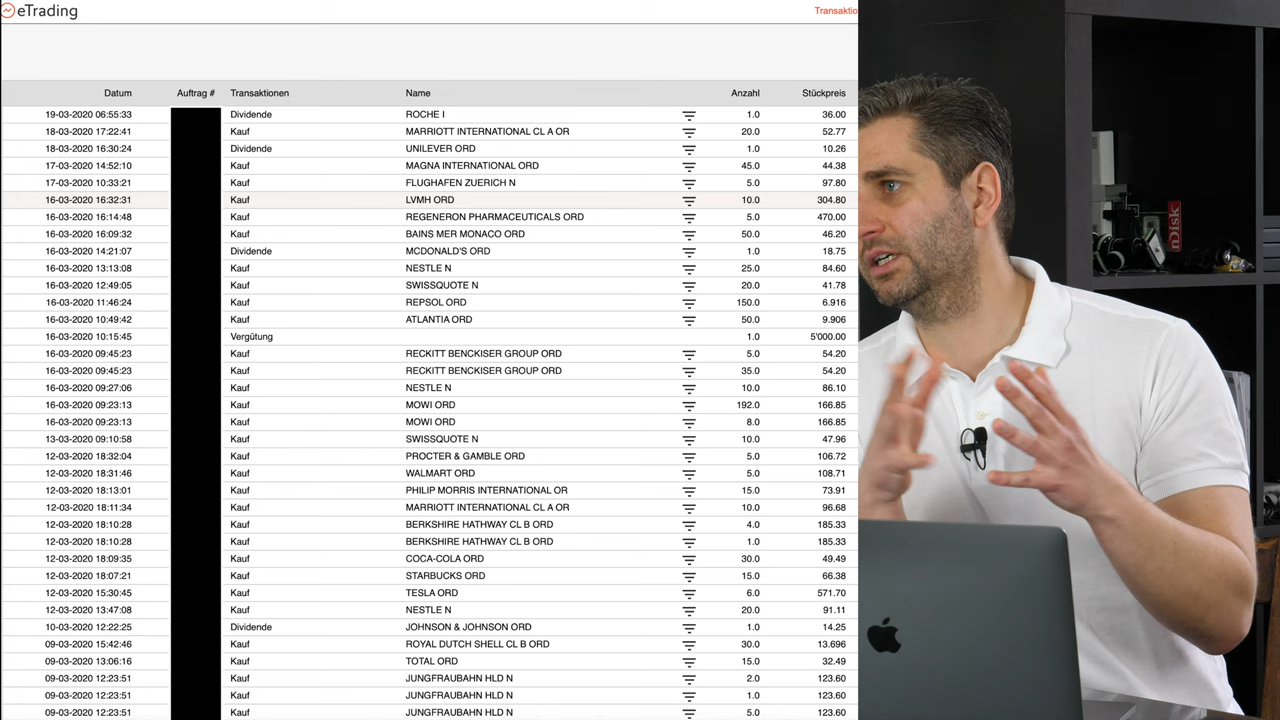 eTrading
Transaktio
Datum Auftrag # Transaktionen Name Anzahl Stückpreis
19-03-2020 06:55:33 Dividende ROCHE I 1.0 36.00
18-03-2020 17:22:41 Kauf MARRIOTT INTERNATIONAL CL A OR 20.0 52.77
18-03-2020 16:30:24 Dividende UNILEVER ORD 1.0 10.26
17-03-2020 14:52:10 Kauf MAGNA INTERNATIONAL ORD 45.0 44.38
17-03-2020 10:33:21 Kauf FLUGHAFEN ZUERICH N 5.0 97.80
16-03-2020 16:32:31 Kauf LVMH ORD 10.0 304.80
16-03-2020 16:14:48 Kauf REGENERON PHARMACEUTICALS ORD 5.0 470.00
16-03-2020 16:09:32 Kauf BAINS MER MONACO ORD 50.0 46.20
16-03-2020 14:21:07 Dividende MCDONALD'S ORD 1.0 18.75
16-03-2020 13:13:08 Kauf NESTLE N 25.0 84.60
16-03-2020 12:49:05 Kauf SWISSQUOTE N 20.0 41.78
16-03-2020 11:46:24 Kauf REPSOL ORD 150.0 6.916
16-03-2020 10:49:42 Kauf ATLANTIA ORD 50.0 9.906
16-03-2020 10:15:45 Vergütung 1.0 5'000.00
16-03-2020 09:45:23 Kauf RECKITT BENCKISER GROUP ORD 5.0 54.20
16-03-2020 09:45:23 Kauf RECKITT BENCKISER GROUP ORD 35.0 54.20
16-03-2020 09:27:06 Kauf NESTLE N 10.0 86.10
16-03-2020 09:23:13 Kauf MOWI ORD 192.0 166.85
16-03-2020 09:23:13 Kauf MOWI ORD 8.0 166.85
13-03-2020 09:10:58 Kauf SWISSQUOTE N 10.0 47.96
12-03-2020 18:32:04 Kauf PROCTER & GAMBLE ORD 5.0 106.72
12-03-2020 18:31:46 Kauf WALMART ORD 5.0 108.71
12-03-2020 18:13:01 Kauf PHILIP MORRIS INTERNATIONAL OR 15.0 73.91
12-03-2020 18:11:34 Kauf MARRIOTT INTERNATIONAL CL A OR 10.0 96.68
12-03-2020 18:10:28 Kauf BERKSHIRE HATHWAY CL B ORD 4.0 185.33
12-03-2020 18:10:28 Kauf BERKSHIRE HATHWAY CL B ORD 1.0 185.33
12-03-2020 18:09:35 Kauf COCA-COLA ORD 30.0 49.49
12-03-2020 18:07:21 Kauf STARBUCKS ORD 15.0 66.38
12-03-2020 15:30:45 Kauf TESLA ORD 6.0 571.70
12-03-2020 13:47:08 Kauf NESTLE N 20.0 91.11
10-03-2020 12:22:25 Dividende JOHNSON & JOHNSON ORD 1.0 14.25
09-03-2020 15:42:46 Kauf ROYAL DUTCH SHELL CL B ORD 30.0 13.696
09-03-2020 13:06:16 Kauf TOTAL ORD 15.0 32.49
09-03-2020 12:23:51 Kauf JUNGFRAUBAHN HLD N 2.0 123.60
09-03-2020 12:23:51 Kauf JUNGFRAUBAHN HLD N 1.0 123.60
09-03-2020 12:23:51 Kauf JUNGFRAUBAHN HLD N 5.0 123.60